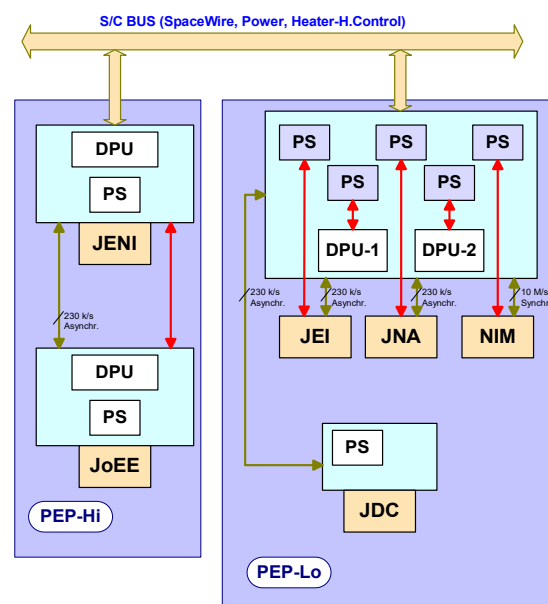 S/C BUS (SpaceWire, Power, Heater-H.Control)
DPU
PS
JENI
230 k/s
Asynchr.
DPU
PS
JoEE
PEP-Hi
PS
PS
PS
PS
PS
DPU-1
DPU-2
230 k/s
Asynchr.
230 k/s
Asynchr.
230 k/s
Asynchr.
10 M/s
Synchr.
JEI
JNA
NIM
PS
JDC
PEP-Lo